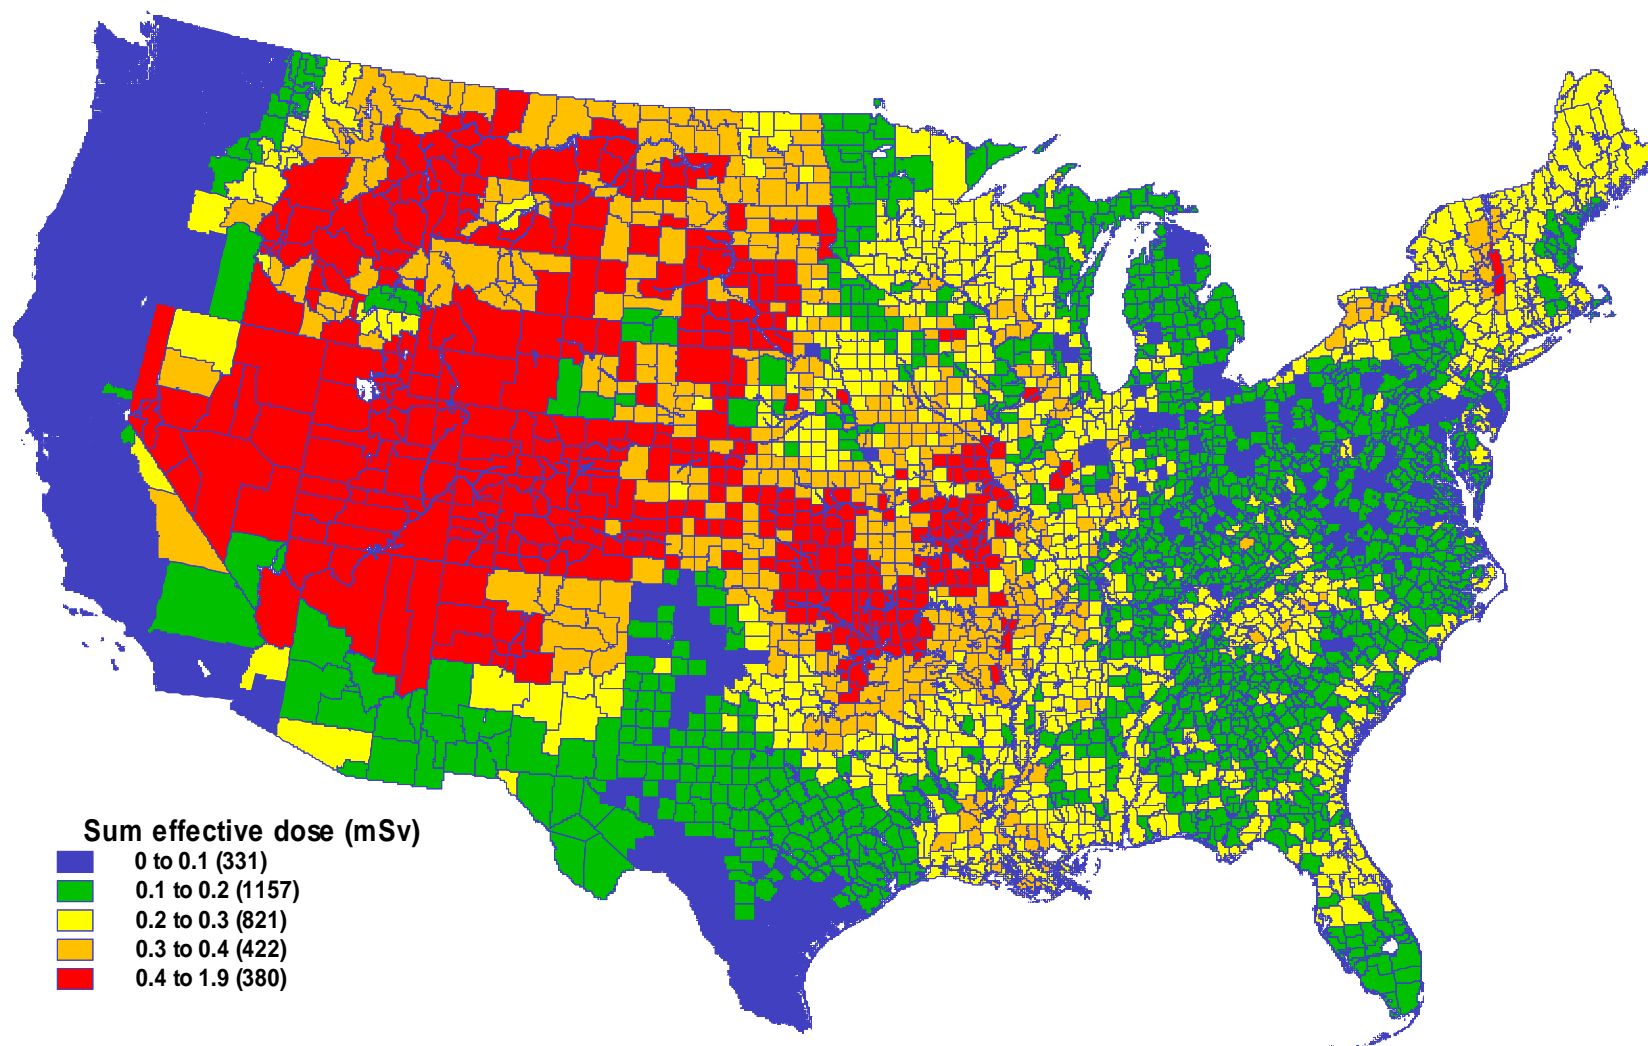 Sum effective dose (mSv)
0 to 0.1 (331)
0.1 to 0.2 (1157)
0.2 to 0.3 (821)
0.3 to 0.4 (422)
0.4 to 1.9 (380)